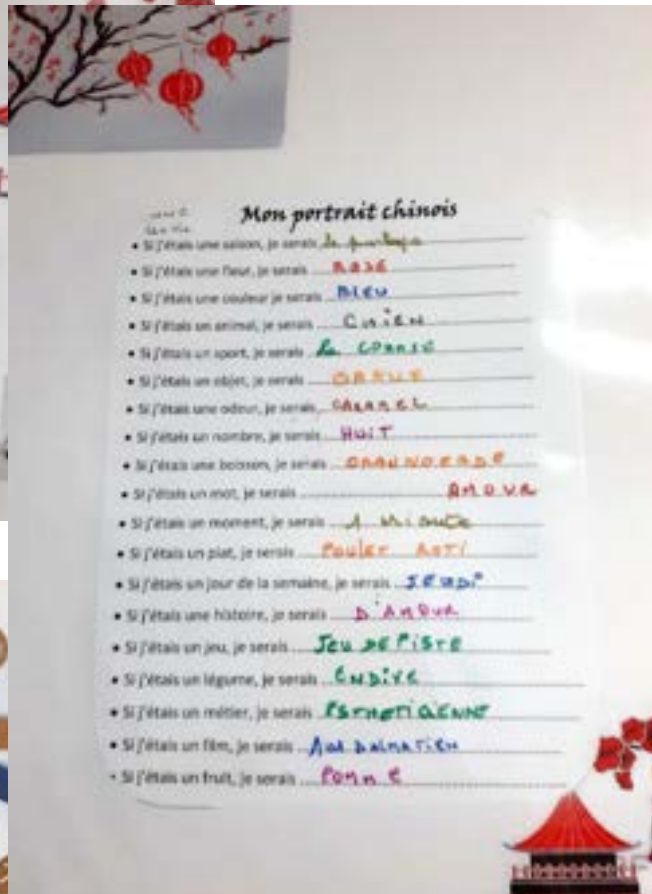 Mon portrait chinois
• Si j'étais une saison, je serais le
• Si j'étais une fleur, je serais ROSE
• Si j'étais une couleur je serais BLEU
• Si j'étais un animal, je serais CHIEN
• Si j'étais un sport, je serais la COURSE
• Si j'étais un objet, je serais
• Si j'étais une odeur, je serais CARAMEL
• Si j'étais un nombre, je serais HUIT
• Si j'étais une boisson, je serais
• Si j'étais un mot, je serais AMOUR
• Si j'étais un moment, je serais 1 MINUTE
• Si j'étais un plat, je serais POULET ROTI
• Si j'étais un jour de la semaine, je serais JEUDI
• Si j'étais une histoire, je serais D'AMOUR
• Si j'étais un jeu, je serais JEU DE PISTE
• Si j'étais un légume, je serais ENDIVE
• Si j'étais un métier, je serais
• Si j'étais un film, je serais DALMATIEN
• Si j'étais un fruit, je serais POMME